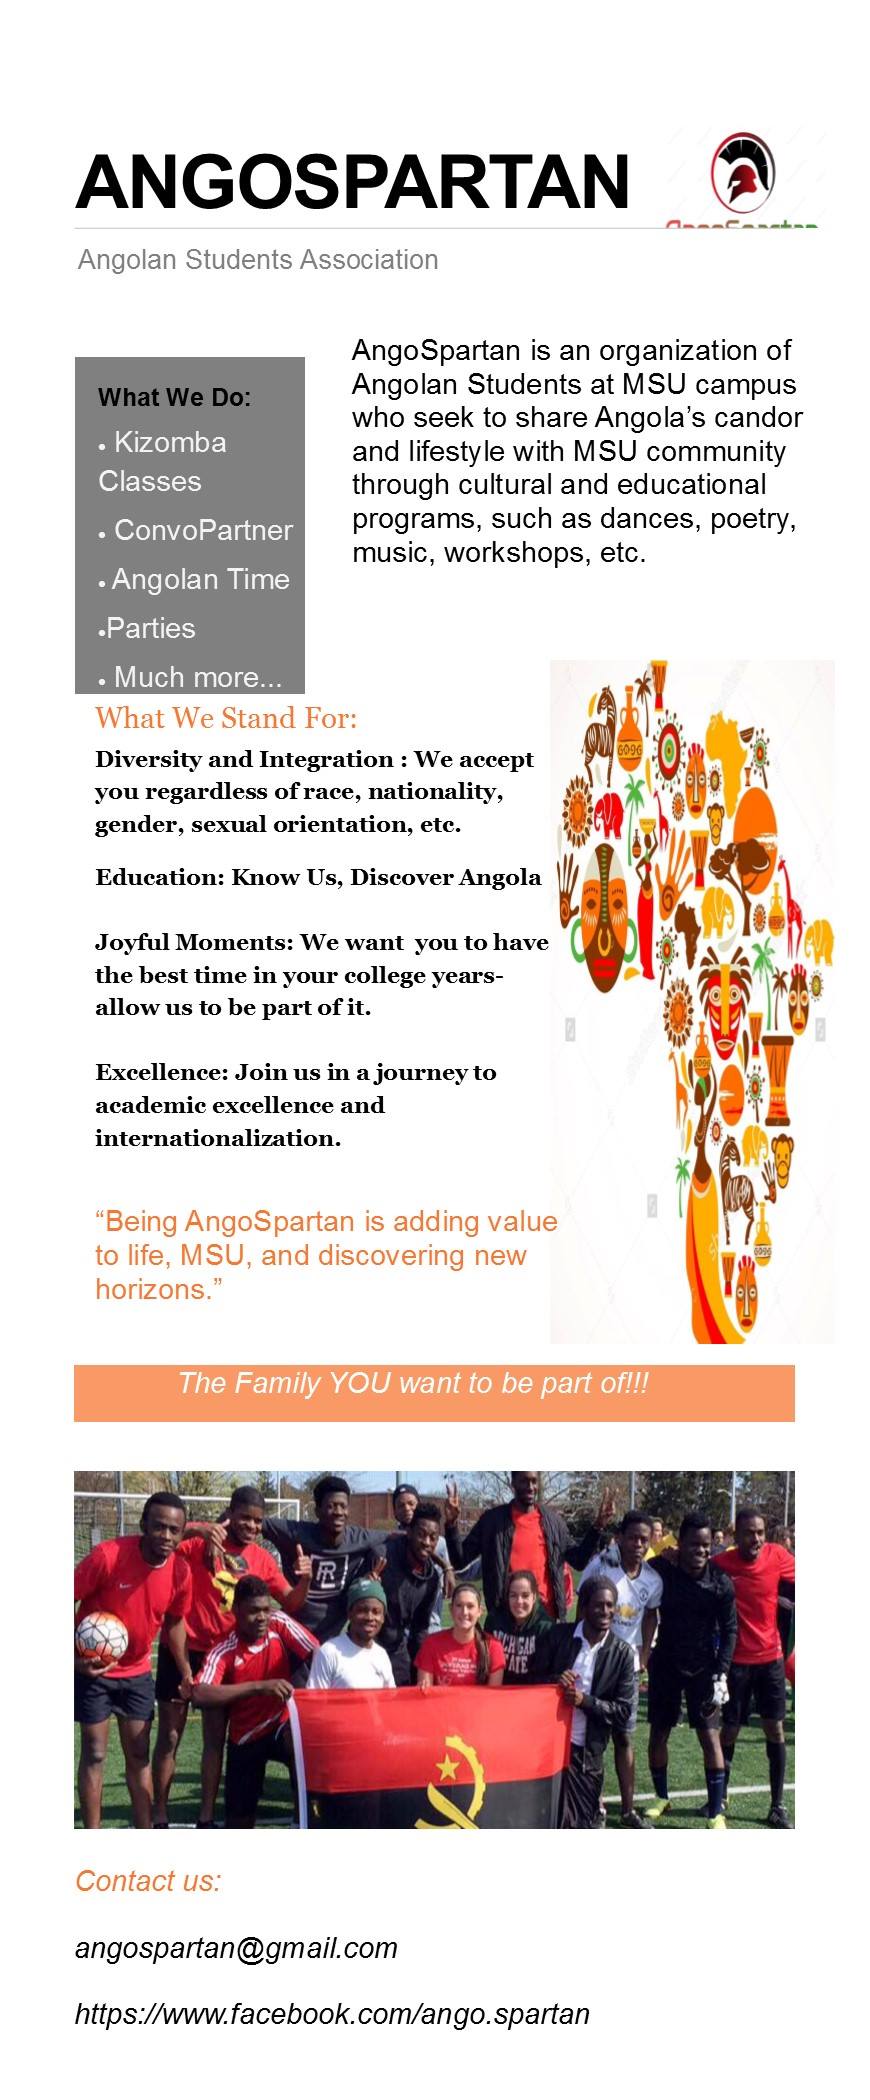 ANGOSPARTAN
AngoSpartan
Angolan Students Association
AngoSpartan is an organization of
Angolan Students at MSU campus
who seek to share Angola’s candor
and lifestyle with MSU community
through cultural and educational
programs, such as dances, poetry,
music, workshops, etc.
What We Do:
• Kizomba
Classes
• ConvoPartner
• Angolan Time
•Parties
• Much more...
What We Stand For:
Diversity and Integration : We accept
you regardless of race, nationality,
gender, sexual orientation, etc.
Education: Know Us, Discover Angola
Joyful Moments: We want  you to have
the best time in your college years-
allow us to be part of it.
Excellence: Join us in a journey to
academic excellence and
internationalization.
“Being AngoSpartan is adding value
to life, MSU, and discovering new
horizons.”
The Family YOU want to be part of!!!
MICHIGAN
STATE
Contact us:
angospartan@gmail.com
https://www.facebook.com/ango.spartan